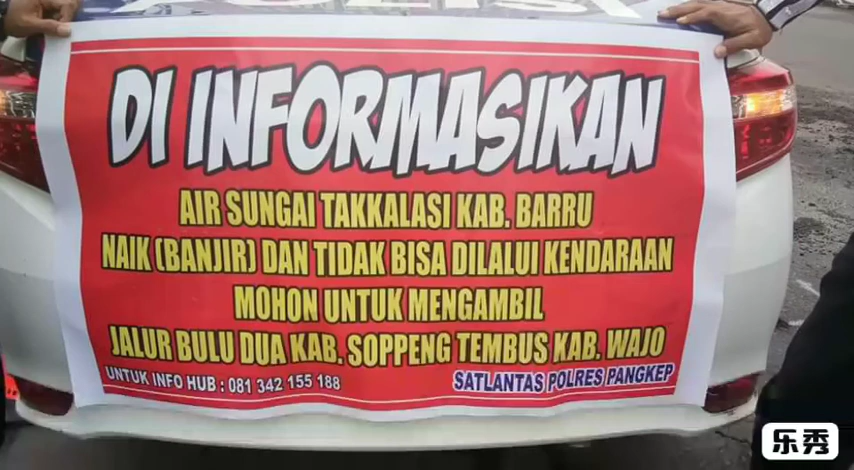 DI INFORMASIKAN
AIR SUNGAI TAKKALASI KAB. BARRU
NAIK (BANJIR) DAN TIDAK BISA DILALUI KENDARAAN
MOHON UNTUK MENGAMBIL
JALUR BULU DUA KAB. SOPPENG TEMBUS KAB. WAJO
UNTUK INFO HUB : 081 342 155 188
SATLANTAS POLRES PANGKEP
乐秀